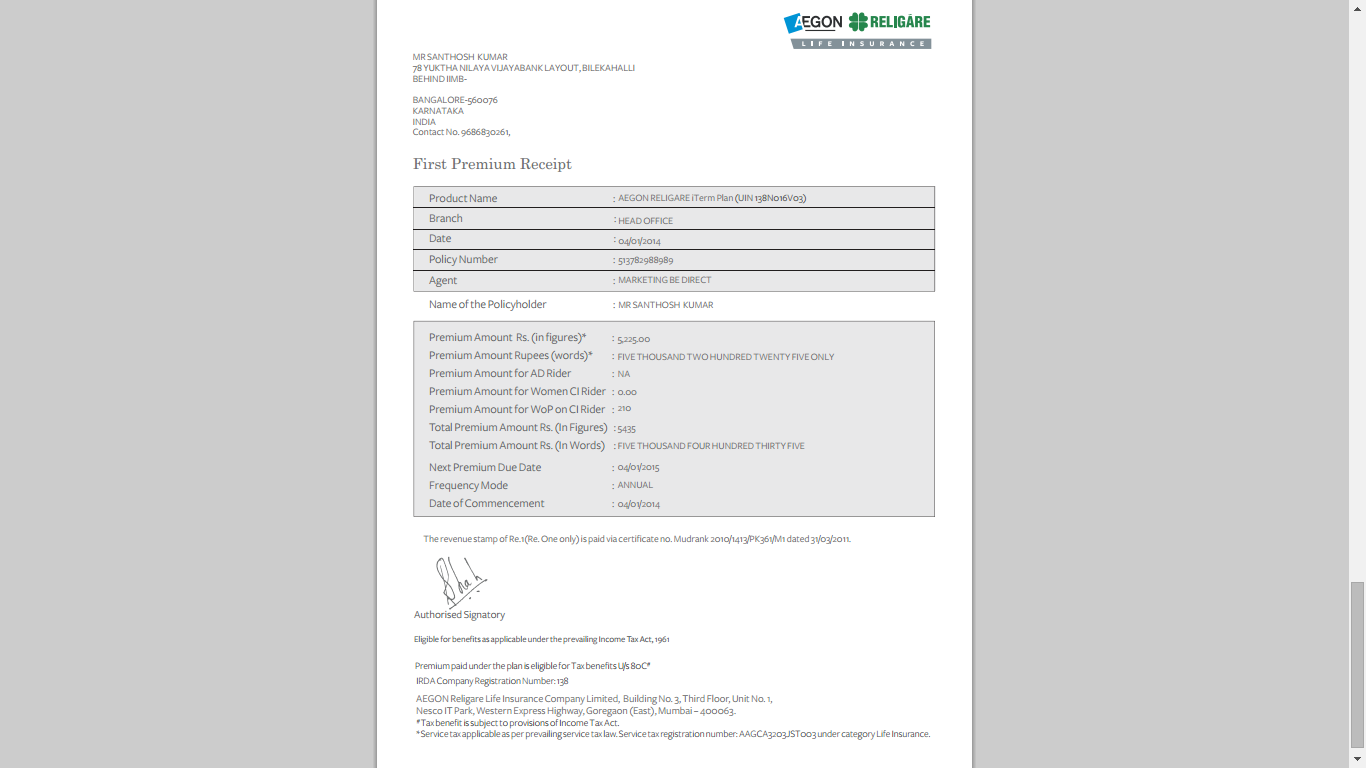 AEGON RELIGARE
LIFE INSURANCE
MR SANTHOSH KUMAR
78 YUKTHA NILAYA VIJAYABANK LAYOUT, BILEKAHALLI
BEHIND IIMB-
BANGALORE-560076
KARNATAKA
INDIA
Contact No. 9686830261,
First Premium Receipt
Product Name : AEGON RELIGARE iTerm Plan (UIN 138N016V03)
Branch : HEAD OFFICE
Date : 04/01/2014
Policy Number : 513782988989
Agent : MARKETING BE DIRECT
Name of the Policyholder : MR SANTHOSH KUMAR
Premium Amount Rs. (in figures)* : 5,225.00
Premium Amount Rupees (words)* : FIVE THOUSAND TWO HUNDRED TWENTY FIVE ONLY
Premium Amount for AD Rider : NA
Premium Amount for Women CI Rider : 0.00
Premium Amount for WoP on CI Rider : 210
Total Premium Amount Rs. (In Figures) : 5435
Total Premium Amount Rs. (In Words) : FIVE THOUSAND FOUR HUNDRED THIRTY FIVE
Next Premium Due Date : 04/01/2015
Frequency Mode : ANNUAL
Date of Commencement : 04/01/2014
The revenue stamp of Re.1(Re. One only) is paid via certificate no. Mudrank 2010/1413/PK361/M1 dated 31/03/2011.
Authorised Signatory
Eligible for benefits as applicable under the prevailing Income Tax Act, 1961
Premium paid under the plan is eligible for Tax benefits U/s 80C#
IRDA Company Registration Number: 138
AEGON Religare Life Insurance Company Limited, Building No. 3, Third Floor, Unit No. 1,
Nesco IT Park, Western Express Highway, Goregaon (East), Mumbai – 400063.
#Tax benefit is subject to provisions of Income Tax Act.
*Service tax applicable as per prevailing service tax law. Service tax registration number: AAGCA3203JST003 under category Life Insurance.